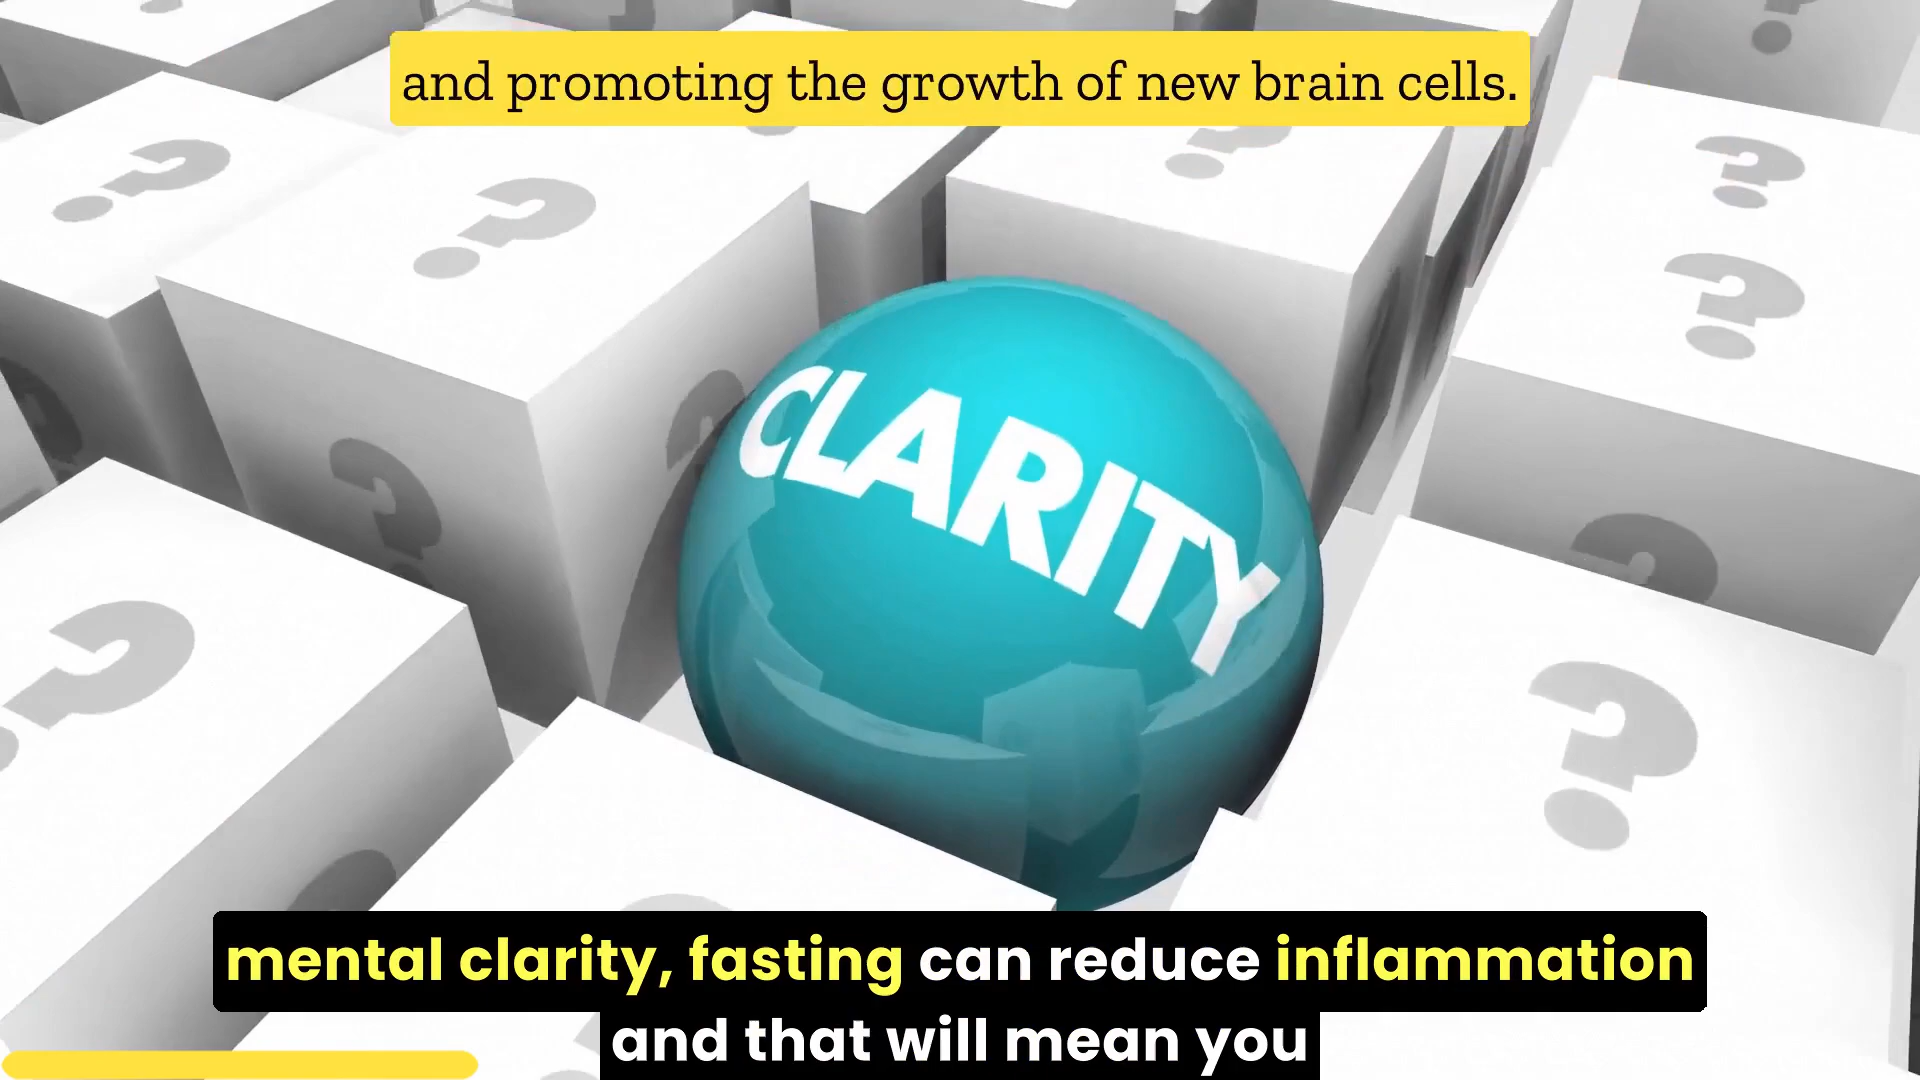 and promoting the growth of new brain cells.
?
?
?
?
?
?
?
?
?
?
?
CLARITY
mental clarity, fasting can reduce inflammation
and that will mean you